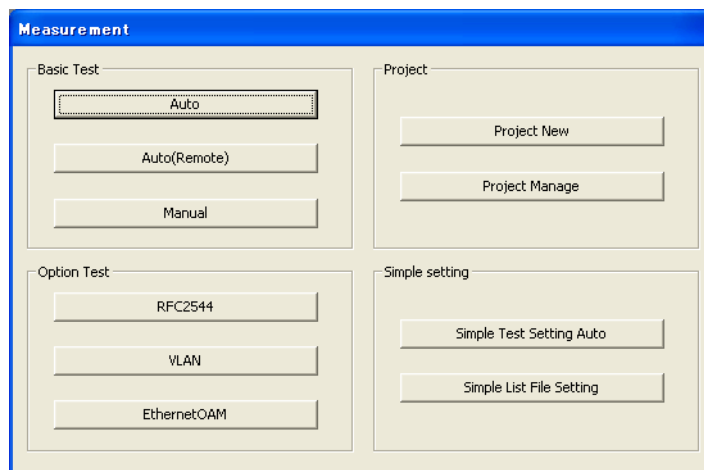 Measurement
Basic Test
Auto
Auto(Remote)
Manual
Project
Project New
Project Manage
Option Test
RFC2544
VLAN
EthernetOAM
Simple setting
Simple Test Setting Auto
Simple List File Setting